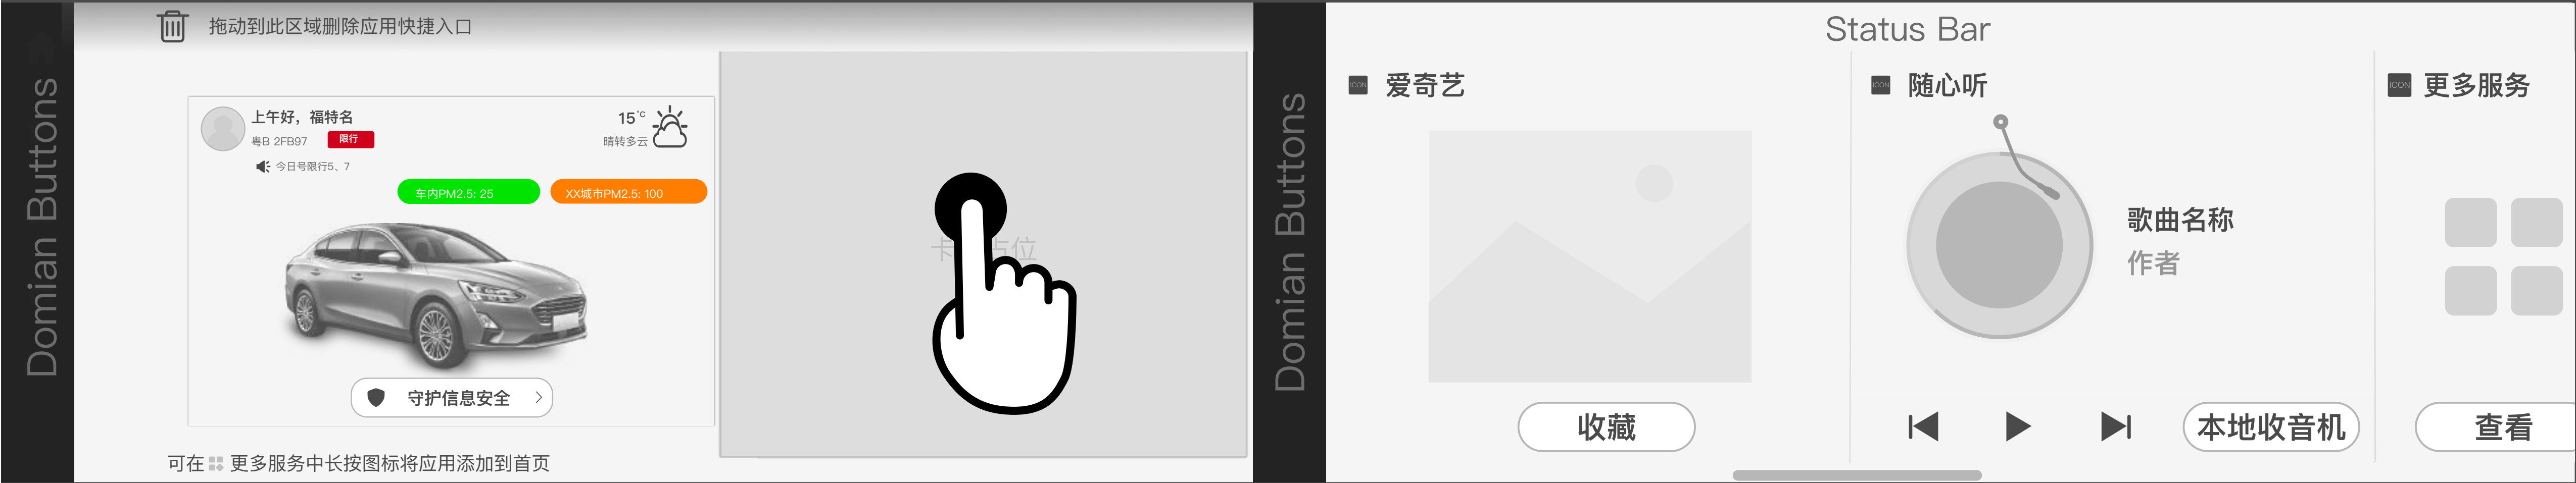 拖动到此区域删除应用快捷入口
Domian Buttons
上午好，福特名
粤B 2FB97
限行
今日号限行5、7
15℃
晴转多云
车内PM2.5: 25
XX城市PM2.5: 100
守护信息安全
可在
更多服务中长按图标将应用添加到首页
卡
占位
Domian Buttons
Status Bar
ICON
爱奇艺
收藏
ICON
随心听
歌曲名称
作者
本地收音机
ICON
更多服务
查看